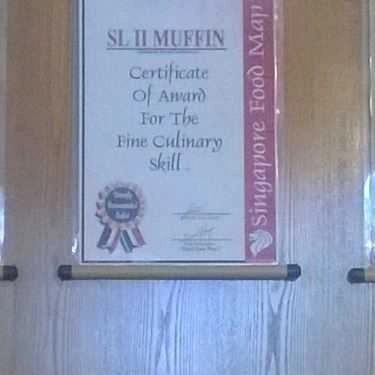 SL II MUFFIN
Certificate
Of Award
For The
Fine Culinary
Skill
Singapore Food Map